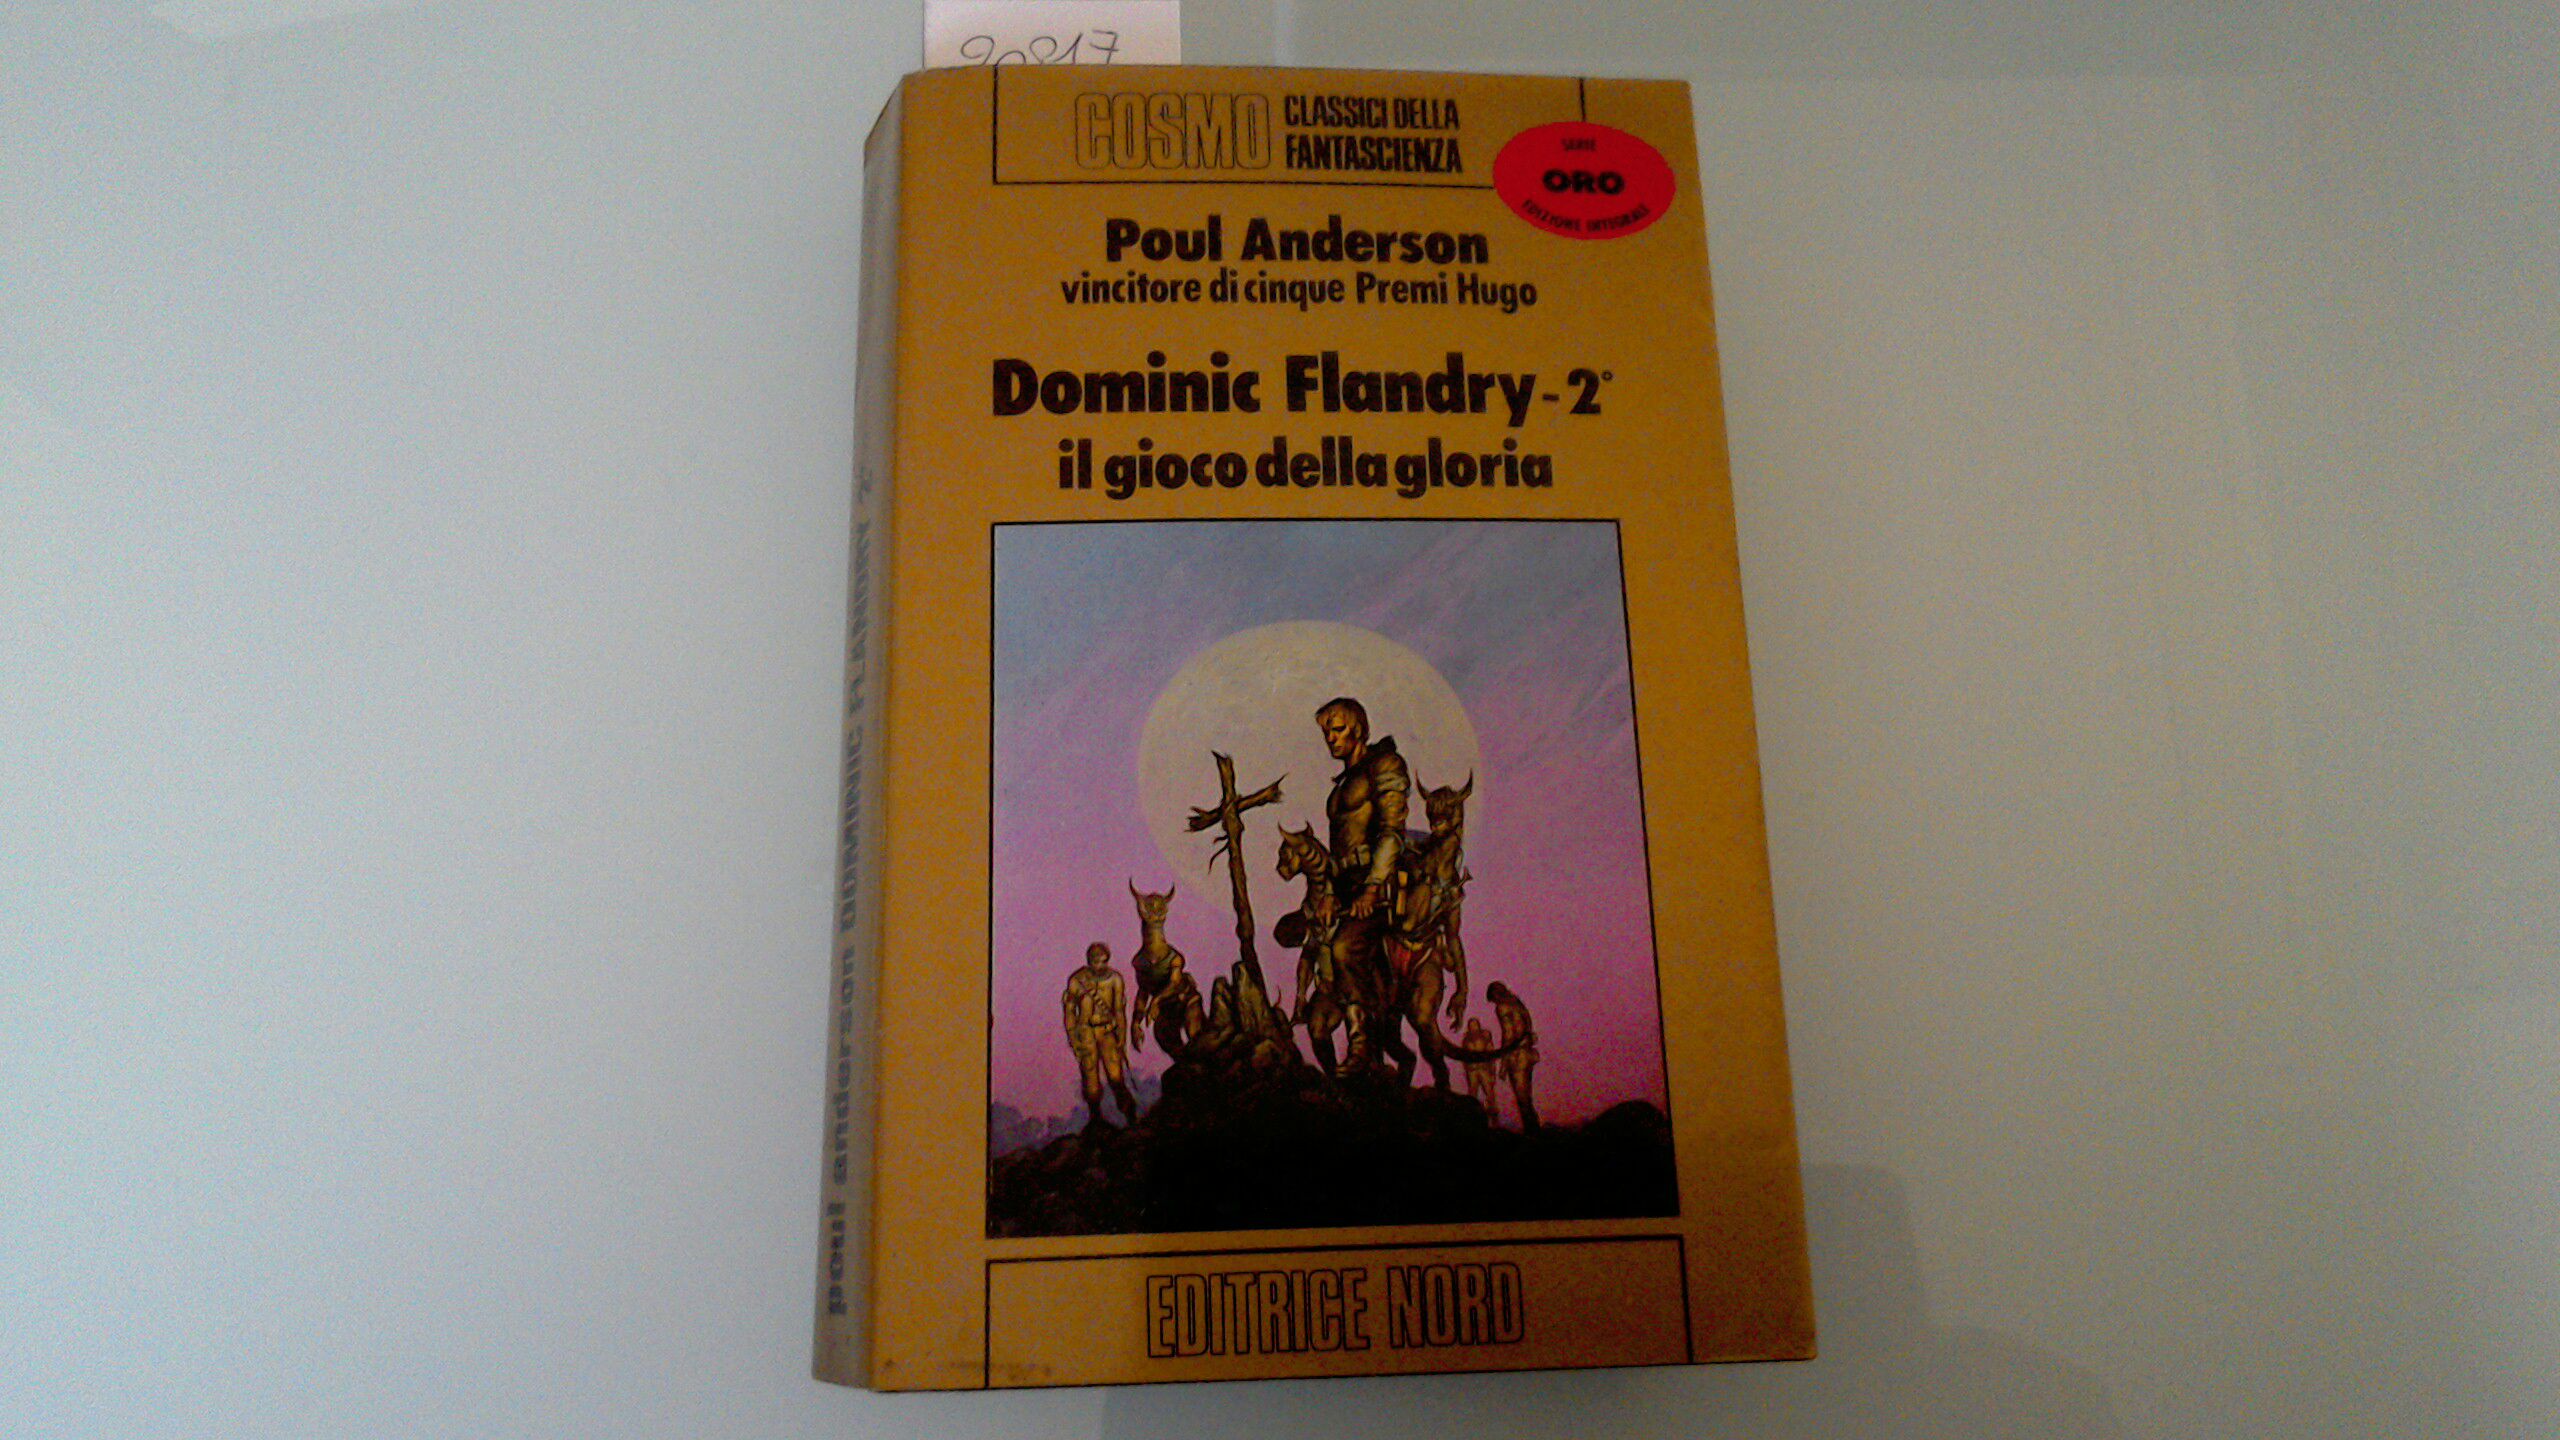 20817
COSMO
CLASSICI DELLA
FANTASCIENZA
SERIE
ORO
EDIZIONE INTEGRALE
Poul Anderson
vincitore di cinque Premi Hugo
Dominic Flandry - 2°
il gioco della gloria
EDITRICE NORD
poul anderson DOMINIC FLANDRY 2°